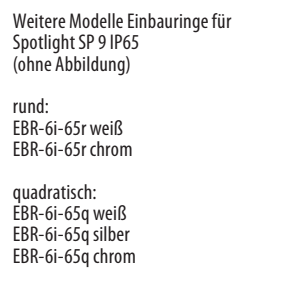 Weitere Modelle Einbauringe für
Spotlight SP 9 IP65
(ohne Abbildung)
rund:
EBR-6i-65r weiß
EBR-6i-65r chrom
quadratisch:
EBR-6i-65q weiß
EBR-6i-65q silber
EBR-6i-65q chrom